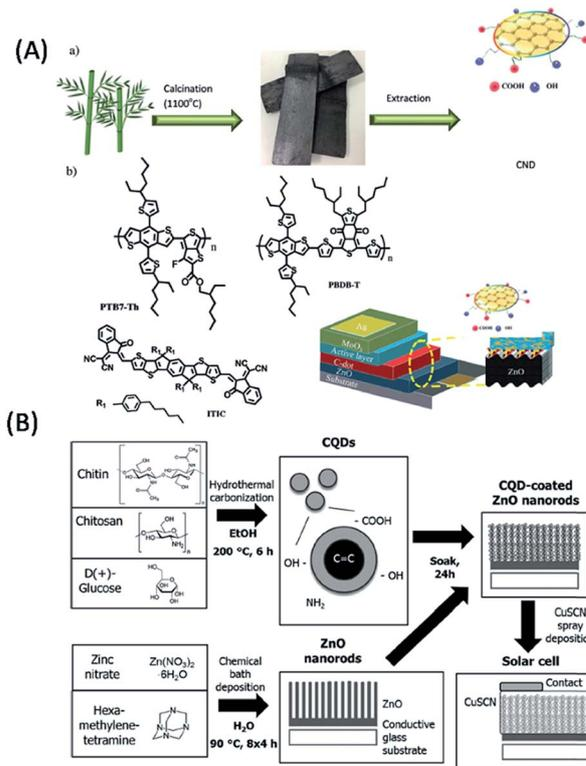 (A)
a)
Calcination
(1100°C)
Extraction
COOH OH
CND
b)
n
F
PTB7-Th
PBDB-T
n
ITIC
R₁
MoO₃
Active layer
C-dot
ZnO
Substrate
COOH OH
ZnO
(B)
Chitin
Chitosan
D(+)-
Glucose
Hydrothermal
carbonization
EtOH
200 °C, 6 h
CQDs
- COOH
OH -
C=C
- OH
NH2
Soak,
24h
CQD-coated
ZnO nanorods
CuSCN
spray
depositio
Zinc
nitrate
Zn(NO3)2
·6H2O
Hexa-
methylene-
tetramine
Chemical
bath
deposition
H2O
90 °C, 8x4 h
ZnO
nanorods
ZnO
Conductive
glass
substrate
Solar cell
Contact
CuSCN